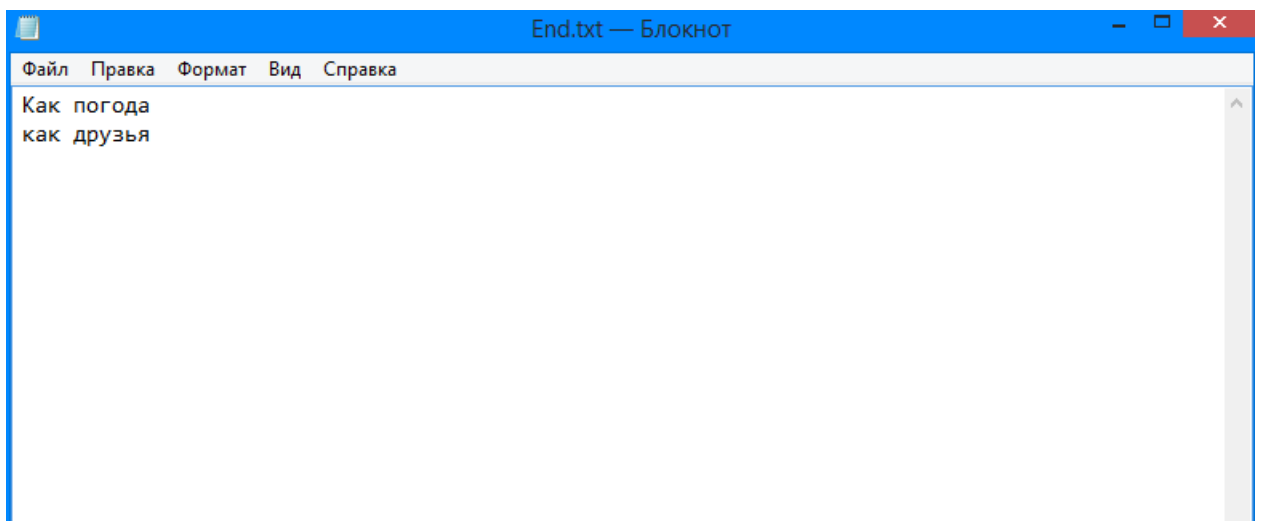 End.txt — Блокнот
Файл Правка Формат Вид Справка
Как погода
как друзья